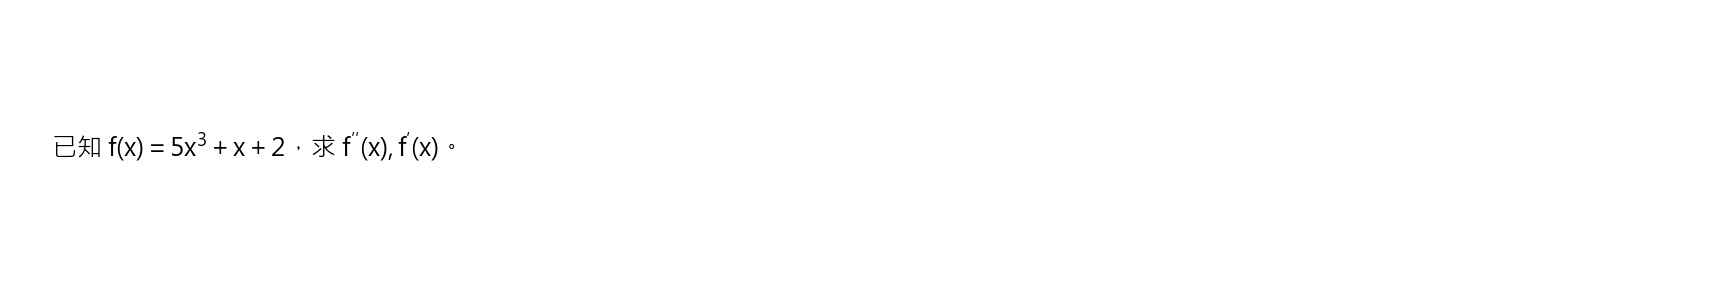 已知 f(x) = 5x³ + x + 2，求 f′′(x), f′(x)。